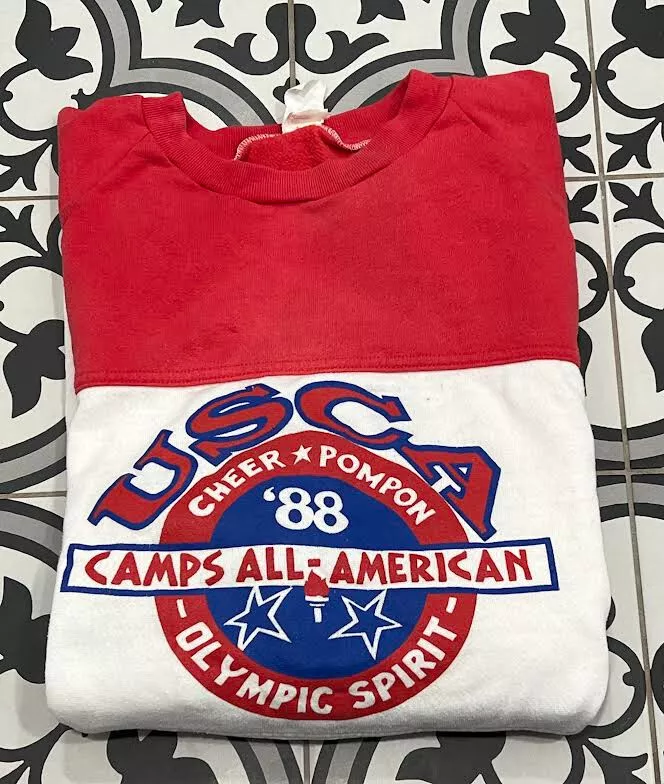 USCA
CHEER ★ POMPON
'88
CAMPS ALL-AMERICAN
- OLYMPIC SPIRIT -